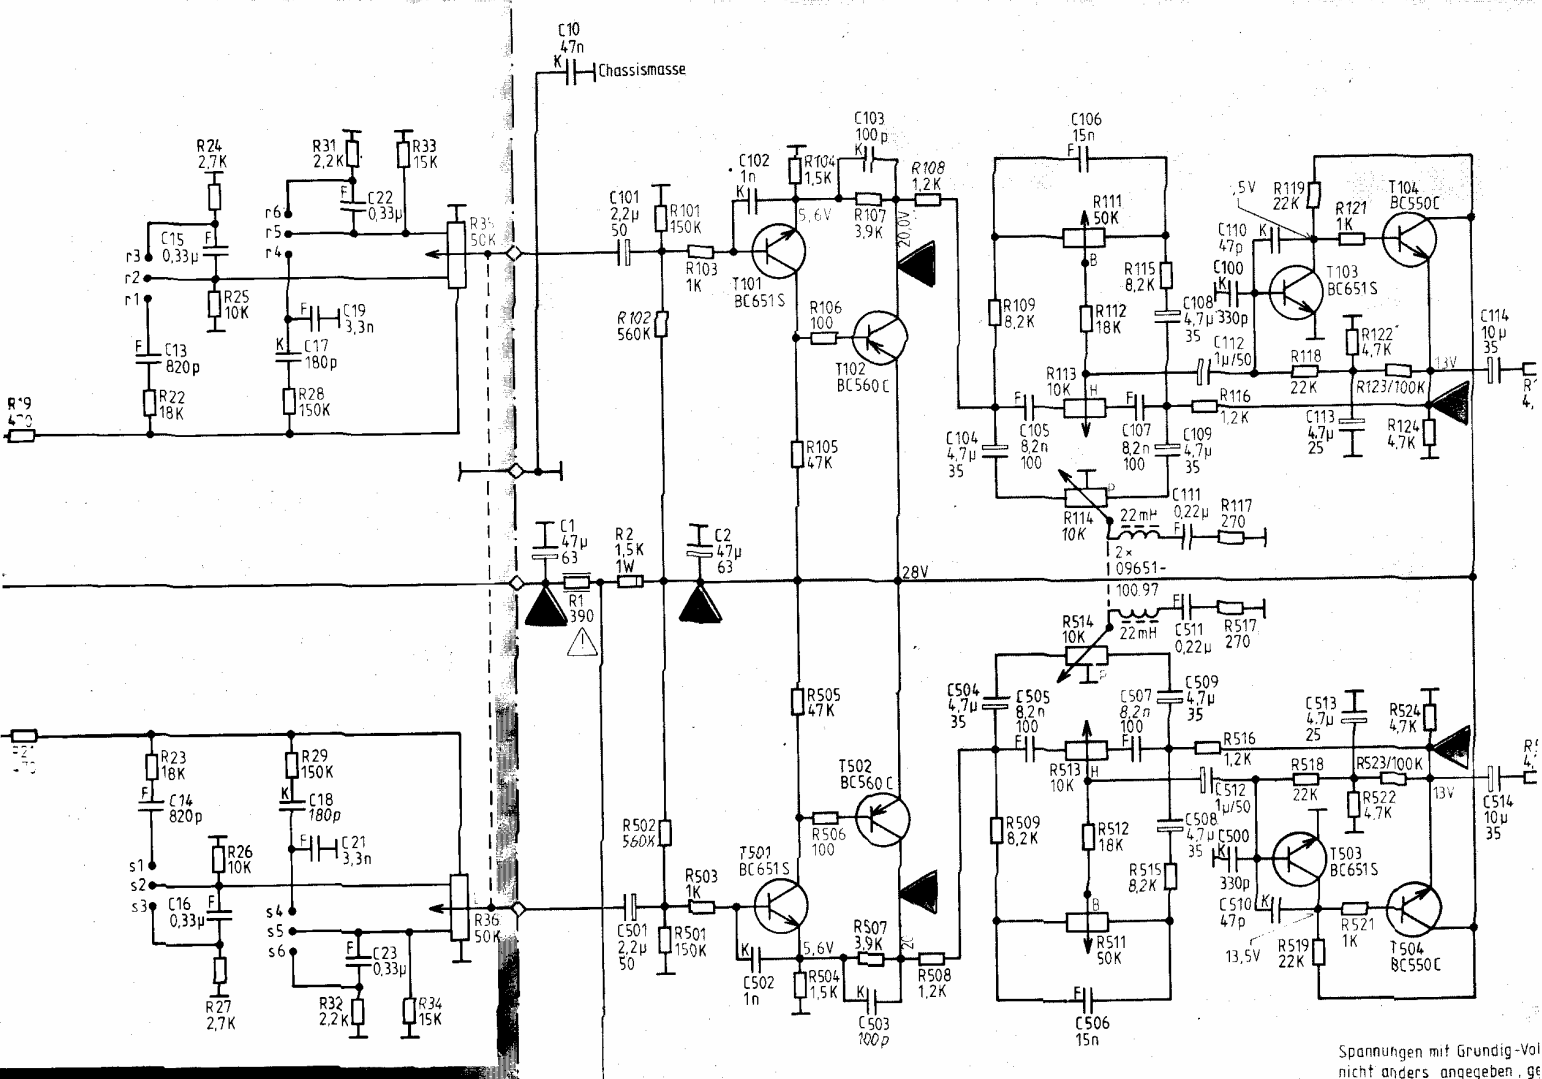 C10
47n
K
Chassismasse
R24
2,7K
R31
2,2K
R33
15K
F
C22
0,33µ
r6
r5
r4
C15
0,33µ
F
r3
r2
r1
R25
10K
50K
F
C19
3,3n
K
C17
180p
F
C13
820p
R22
18K
R28
150K
R19
C101
2,2µ
50
R101
150K
C102
1n
K
R104
1,5K
C103
100p
K
R108
1,2K
R107
3,9K
5,6V
20,0V
R103
1K
T101
BC651S
R102
560K
R106
100
T102
BC560C
R105
47K
C106
15n
F
R111
50K
B
R109
8,2K
R112
18K
R115
8,2K
C108
4,7µ
35
R113
10K
H
F
C105
8,2n
100
F
C107
8,2n
100
C104
4,7µ
35
C109
4,7µ
35
R116
1,2K
P
R114
10K
22mH
C111
0,22µ
F
R117
270
2×
09651-
100.97
,5V
R119
22K
T104
BC550C
R121
1K
C110
47p
K
C100
K
330p
T103
BC651S
C112
1µ/50
R118
22K
R122
4,7K
R123/100K
13V
C114
10µ
35
C113
4,7µ
25
R124
4,7K
C1
47µ
63
R2
1,5K
1W
C2
47µ
63
R1
390
!
28V
R514
10K
P
22mH
F
C511
0,22µ
R517
270
R505
47K
C504
4,7µ
35
C505
8,2n
100
F
C507
8,2n
100
F
C509
4,7µ
35
R513
10K
H
R516
1,2K
C513
4,7µ
25
R524
4,7K
R518
22K
R523/100K
13V
C512
1µ/50
R522
4,7K
C514
10µ
35
R23
18K
F
C14
820p
R29
150K
K
C18
180p
F
C21
3,3n
R26
10K
s1
s2
s3
C16
0,33µ
F
s4
s5
s6
R36
50K
F
C23
0,33µ
R27
2,7K
R32
2,2K
R34
15K
R502
560K
T502
BC560C
R506
100
T501
BC651S
R503
1K
C501
2,2µ
50
R501
150K
K
C502
1n
5,6V
R504
1,5K
R507
3,9K
K
C503
100p
R508
1,2K
R509
8,2K
R512
18K
C508
4,7µ
35
R515
8,2K
B
R511
50K
F
C506
15n
C500
K
330p
T503
BC651S
C510
47p
K
13,5V
R519
22K
R521
1K
T504
BC550C
Spannungen mit Grundig-Vol
nicht anders angegeben, ge